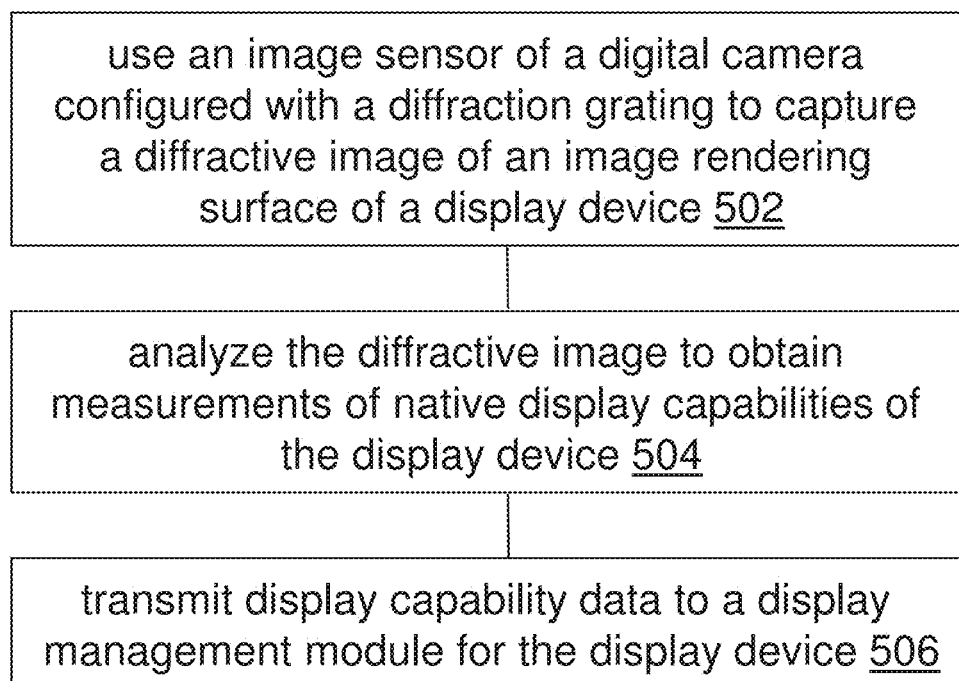 use an image sensor of a digital camera
configured with a diffraction grating to capture
a diffractive image of an image rendering
surface of a display device 502
analyze the diffractive image to obtain
measurements of native display capabilities of
the display device 504
transmit display capability data to a display
management module for the display device 506